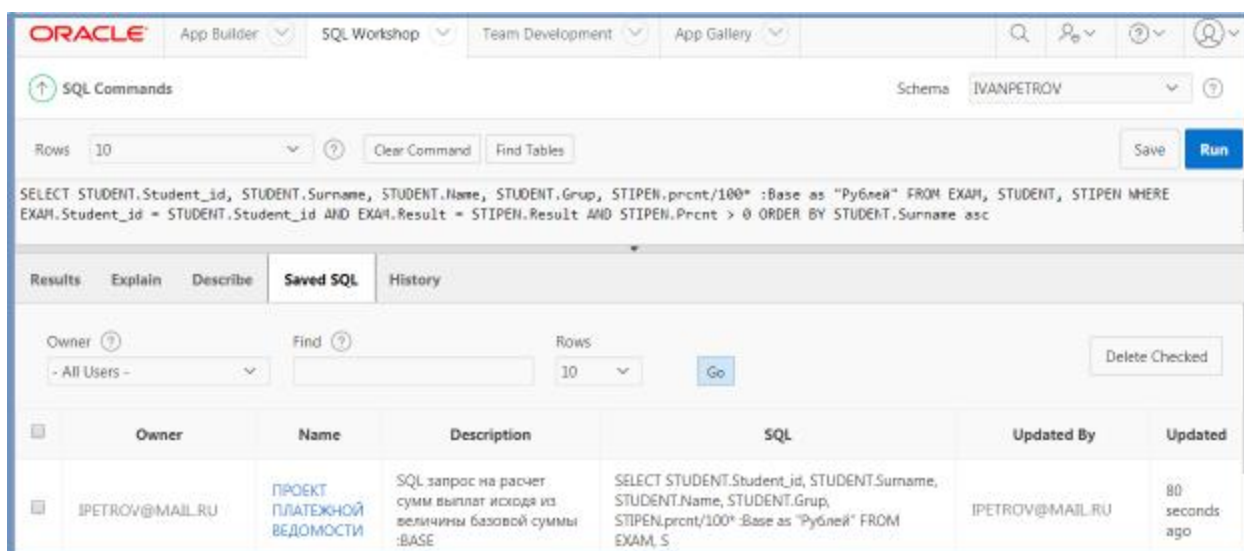 ORACLE App Builder SQL Workshop Team Development App Gallery
SQL Commands Schema IVANPETROV
Rows 10 Clear Command Find Tables Save Run
SELECT STUDENT.Student_id, STUDENT.Surname, STUDENT.Name, STUDENT.Grup, STIPEN.prcnt/100* :Base as "Рублей" FROM EXAM, STUDENT, STIPEN WHERE
EXAM.Student_id = STUDENT.Student_id AND EXAM.Result = STIPEN.Result AND STIPEN.Prcnt > 0 ORDER BY STUDENT.Surname asc
Results Explain Describe Saved SQL History
Owner Find Rows
- All Users - 10 Go Delete Checked
Owner Name Description SQL Updated By Updated
IPETROV@MAIL.RU
ПРОЕКТ
ПЛАТЕЖНОЙ
ВЕДОМОСТИ
SQL запрос на расчет
сумм выплат исходя из
величины базовой суммы
:BASE
SELECT STUDENT.Student_id, STUDENT.Surname,
STUDENT.Name, STUDENT.Grup,
STIPEN.prcnt/100* :Base as "Рублей" FROM
EXAM, S
IPETROV@MAIL.RU
80
seconds
ago